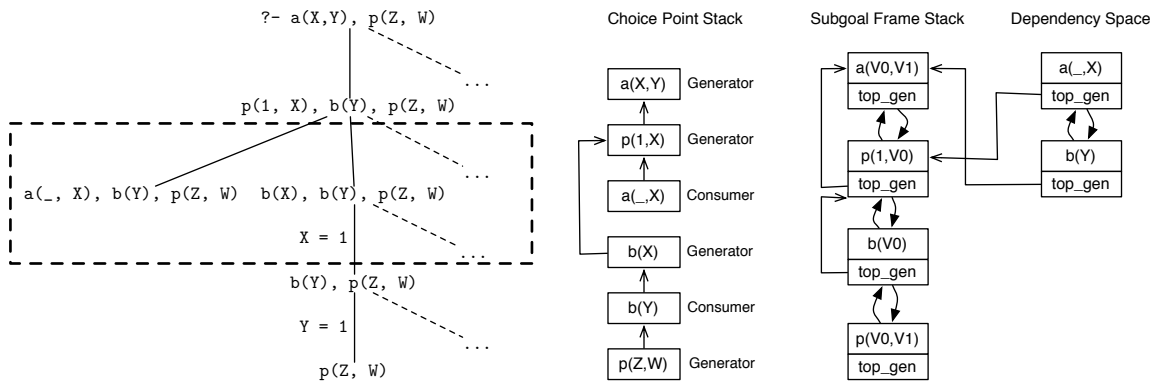 ?- a(X,Y), p(Z, W)
...
p(1, X), b(Y), p(Z, W)
...
a(_, X), b(Y), p(Z, W)
b(X), b(Y), p(Z, W)
X = 1
...
b(Y), p(Z, W)
Y = 1
...
p(Z, W)
Choice Point Stack
a(X,Y)
Generator
p(1,X)
Generator
a(_,X)
Consumer
b(X)
Generator
b(Y)
Consumer
p(Z,W)
Generator
Subgoal Frame Stack
a(V0,V1)
top_gen
p(1,V0)
top_gen
b(V0)
top_gen
p(V0,V1)
top_gen
Dependency Space
a(_,X)
top_gen
b(Y)
top_gen